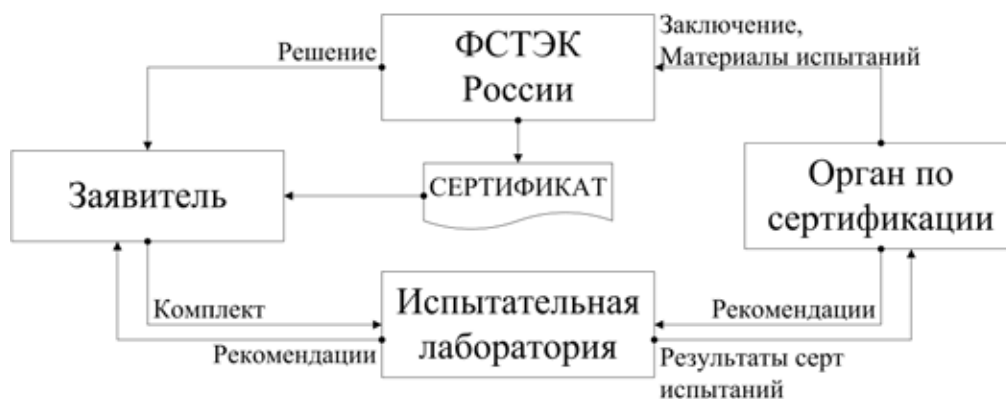 Решение
ФСТЭК
России
Заключение,
Материалы испытаний
Заявитель
СЕРТИФИКАТ
Орган по
сертификации
Комплект
Рекомендации
Испытательная
лаборатория
Рекомендации
Результаты серт
испытаний